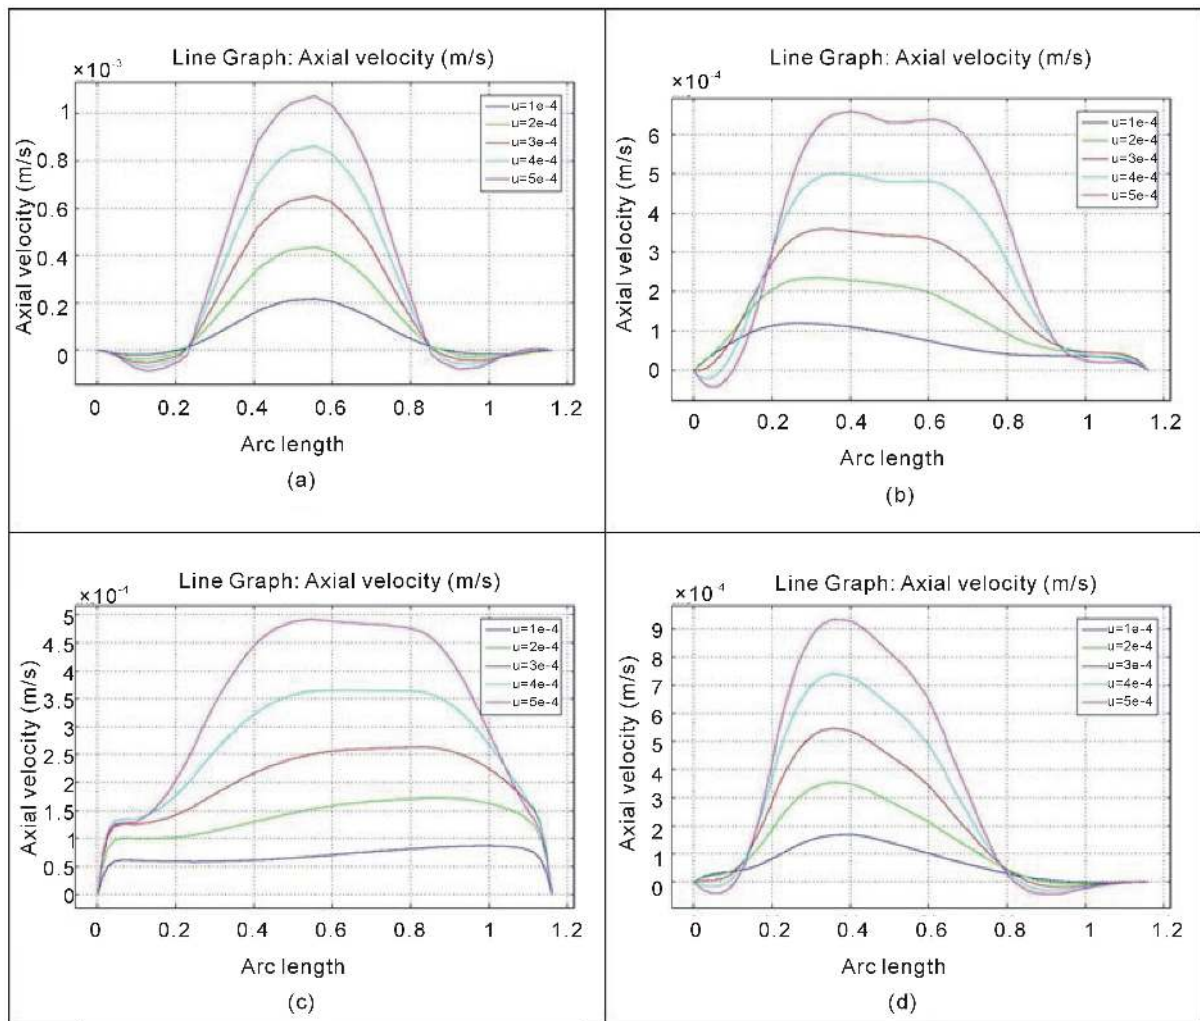 Line Graph: Axial velocity (m/s)
×10⁻³
1
0.8
0.6
0.4
0.2
0
Axial velocity (m/s)
u=1e-4
u=2e-4
u=3e-4
u=4e-4
u=5e-4
0 0.2 0.4 0.6 0.8 1 1.2
Arc length
(a)
Line Graph: Axial velocity (m/s)
×10⁻⁴
6
5
4
3
2
1
0
Axial velocity (m/s)
u=1e-4
u=2e-4
u=3e-4
u=4e-4
u=5e-4
0 0.2 0.4 0.6 0.8 1 1.2
Arc length
(b)
Line Graph: Axial velocity (m/s)
×10⁻⁴
5
4.5
4
3.5
3
2.5
2
1.5
1
0.5
0
Axial velocity (m/s)
u=1e-4
u=2e-4
u=3e-4
u=4e-4
u=5e-4
0 0.2 0.4 0.6 0.8 1 1.2
Arc length
(c)
Line Graph: Axial velocity (m/s)
×10⁻⁴
9
8
7
6
5
4
3
2
1
0
Axial velocity (m/s)
u=1e-4
u=2e-4
u=3e-4
u=4e-4
u=5e-4
0 0.2 0.4 0.6 0.8 1 1.2
Arc length
(d)